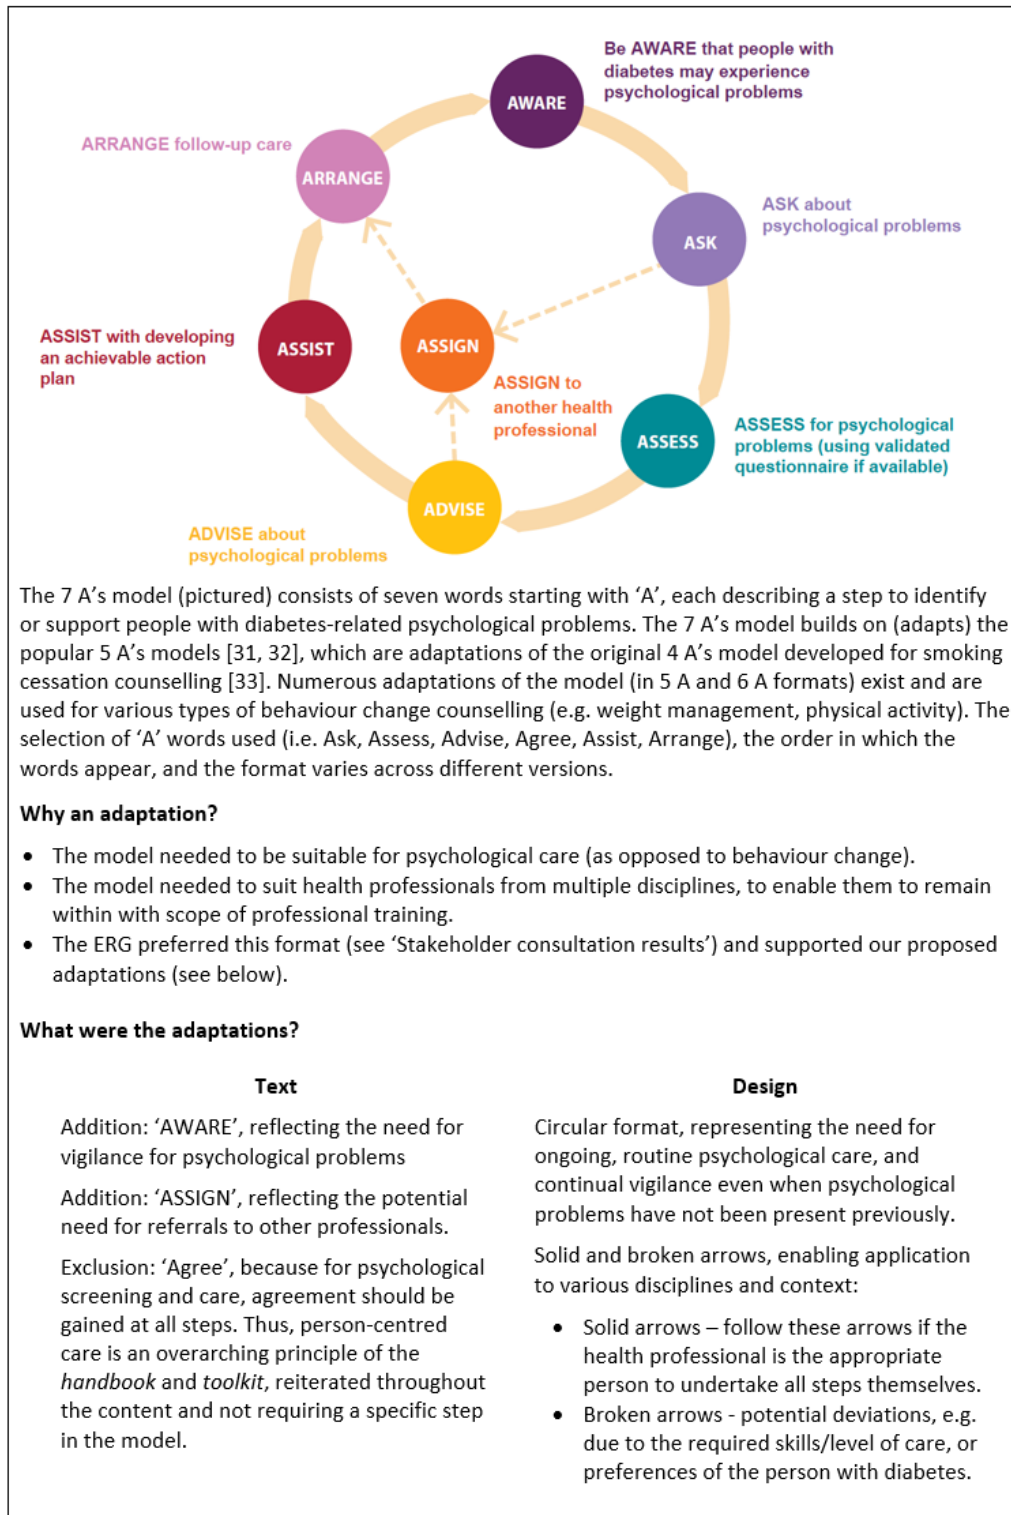 Be AWARE that people with
diabetes may experience
psychological problems
AWARE
ARRANGE follow-up care
ARRANGE
ASK about
psychological problems
ASK
ASSIST with developing
an achievable action
plan
ASSIST
ASSIGN
ASSIGN to
another health
professional
ASSESS
ASSESS for psychological
problems (using validated
questionnaire if available)
ADVISE
ADVISE about
psychological problems
The 7 A’s model (pictured) consists of seven words starting with ‘A’, each describing a step to identify
or support people with diabetes-related psychological problems. The 7 A’s model builds on (adapts) the
popular 5 A’s models [31, 32], which are adaptations of the original 4 A’s model developed for smoking
cessation counselling [33]. Numerous adaptations of the model (in 5 A and 6 A formats) exist and are
used for various types of behaviour change counselling (e.g. weight management, physical activity). The
selection of ‘A’ words used (i.e. Ask, Assess, Advise, Agree, Assist, Arrange), the order in which the
words appear, and the format varies across different versions.
Why an adaptation?
• The model needed to be suitable for psychological care (as opposed to behaviour change).
• The model needed to suit health professionals from multiple disciplines, to enable them to remain
within with scope of professional training.
• The ERG preferred this format (see ‘Stakeholder consultation results’) and supported our proposed
adaptations (see below).
What were the adaptations?
Text
Addition: ‘AWARE’, reflecting the need for
vigilance for psychological problems
Addition: ‘ASSIGN’, reflecting the potential
need for referrals to other professionals.
Exclusion: ‘Agree’, because for psychological
screening and care, agreement should be
gained at all steps. Thus, person-centred
care is an overarching principle of the
handbook and toolkit, reiterated throughout
the content and not requiring a specific step
in the model.
Design
Circular format, representing the need for
ongoing, routine psychological care, and
continual vigilance even when psychological
problems have not been present previously.
Solid and broken arrows, enabling application
to various disciplines and context:
• Solid arrows – follow these arrows if the
health professional is the appropriate
person to undertake all steps themselves.
• Broken arrows - potential deviations, e.g.
due to the required skills/level of care, or
preferences of the person with diabetes.